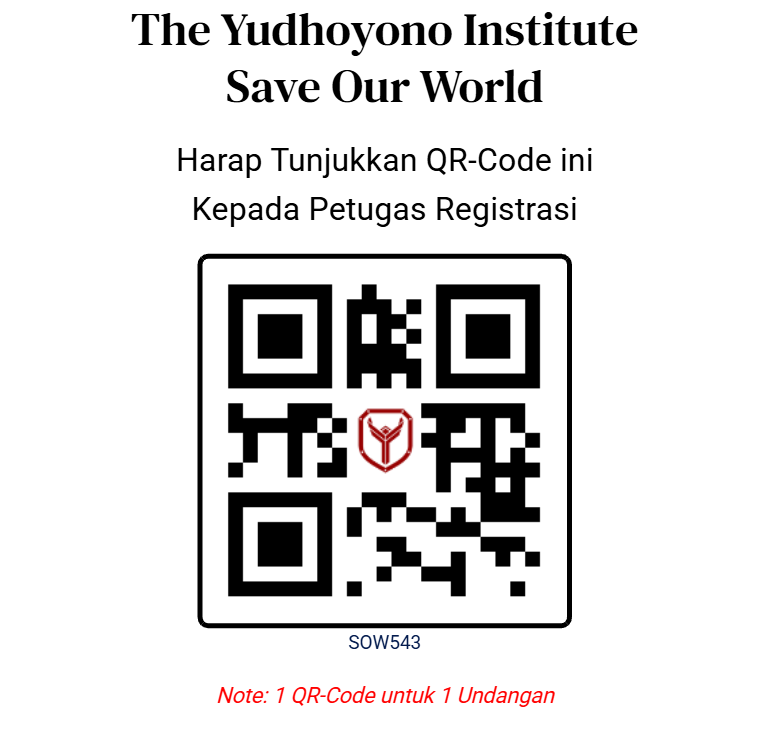 The Yudhoyono Institute
Save Our World
Harap Tunjukkan QR-Code ini
Kepada Petugas Registrasi
SOW543
Note: 1 QR-Code untuk 1 Undangan